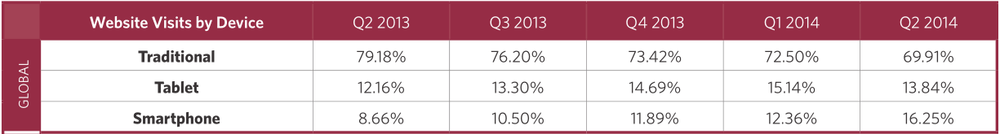 Website Visits by Device Q2 2013 Q3 2013 Q4 2013 Q1 2014 Q2 2014
GLOBAL
Traditional 79.18% 76.20% 73.42% 72.50% 69.91%
Tablet 12.16% 13.30% 14.69% 15.14% 13.84%
Smartphone 8.66% 10.50% 11.89% 12.36% 16.25%